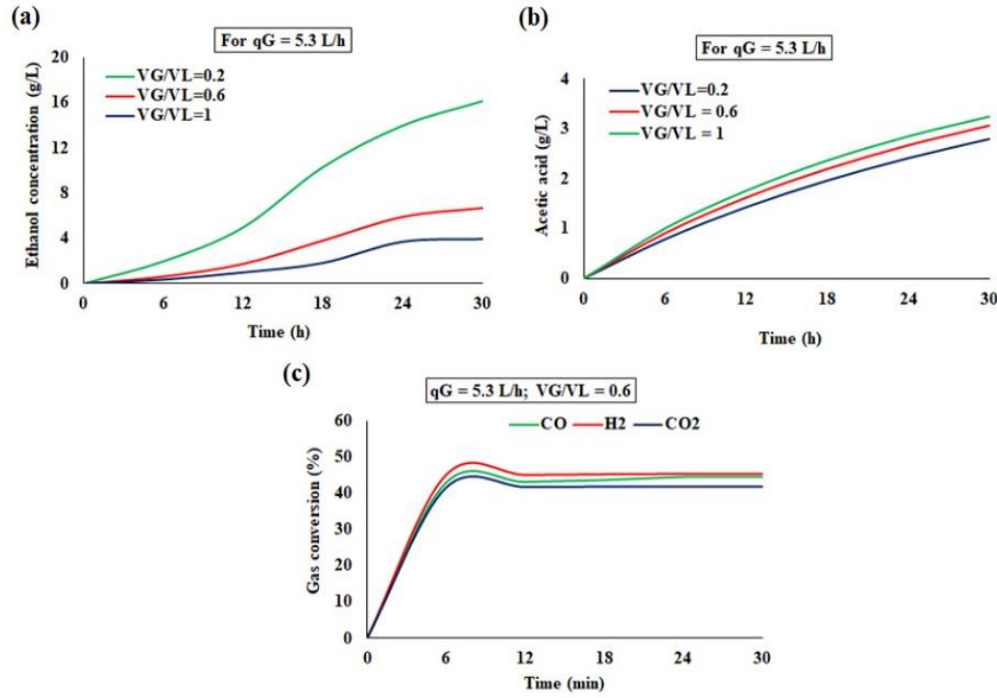 (a)
For qG = 5.3 L/h
Ethanol concentration (g/L)
20
16
12
8
4
0
VG/VL=0.2
VG/VL=0.6
VG/VL=1
0 6 12 18 24 30
Time (h)
(b)
For qG = 5.3 L/h
Acetic acid (g/L)
4
3
2
1
0
VG/VL=0.2
VG/VL = 0.6
VG/VL = 1
0 6 12 18 24 30
Time (h)
(c)
qG = 5.3 L/h; VG/VL = 0.6
Gas conversion (%)
60
50
40
30
20
10
0
CO H2 CO2
0 6 12 18 24 30
Time (min)